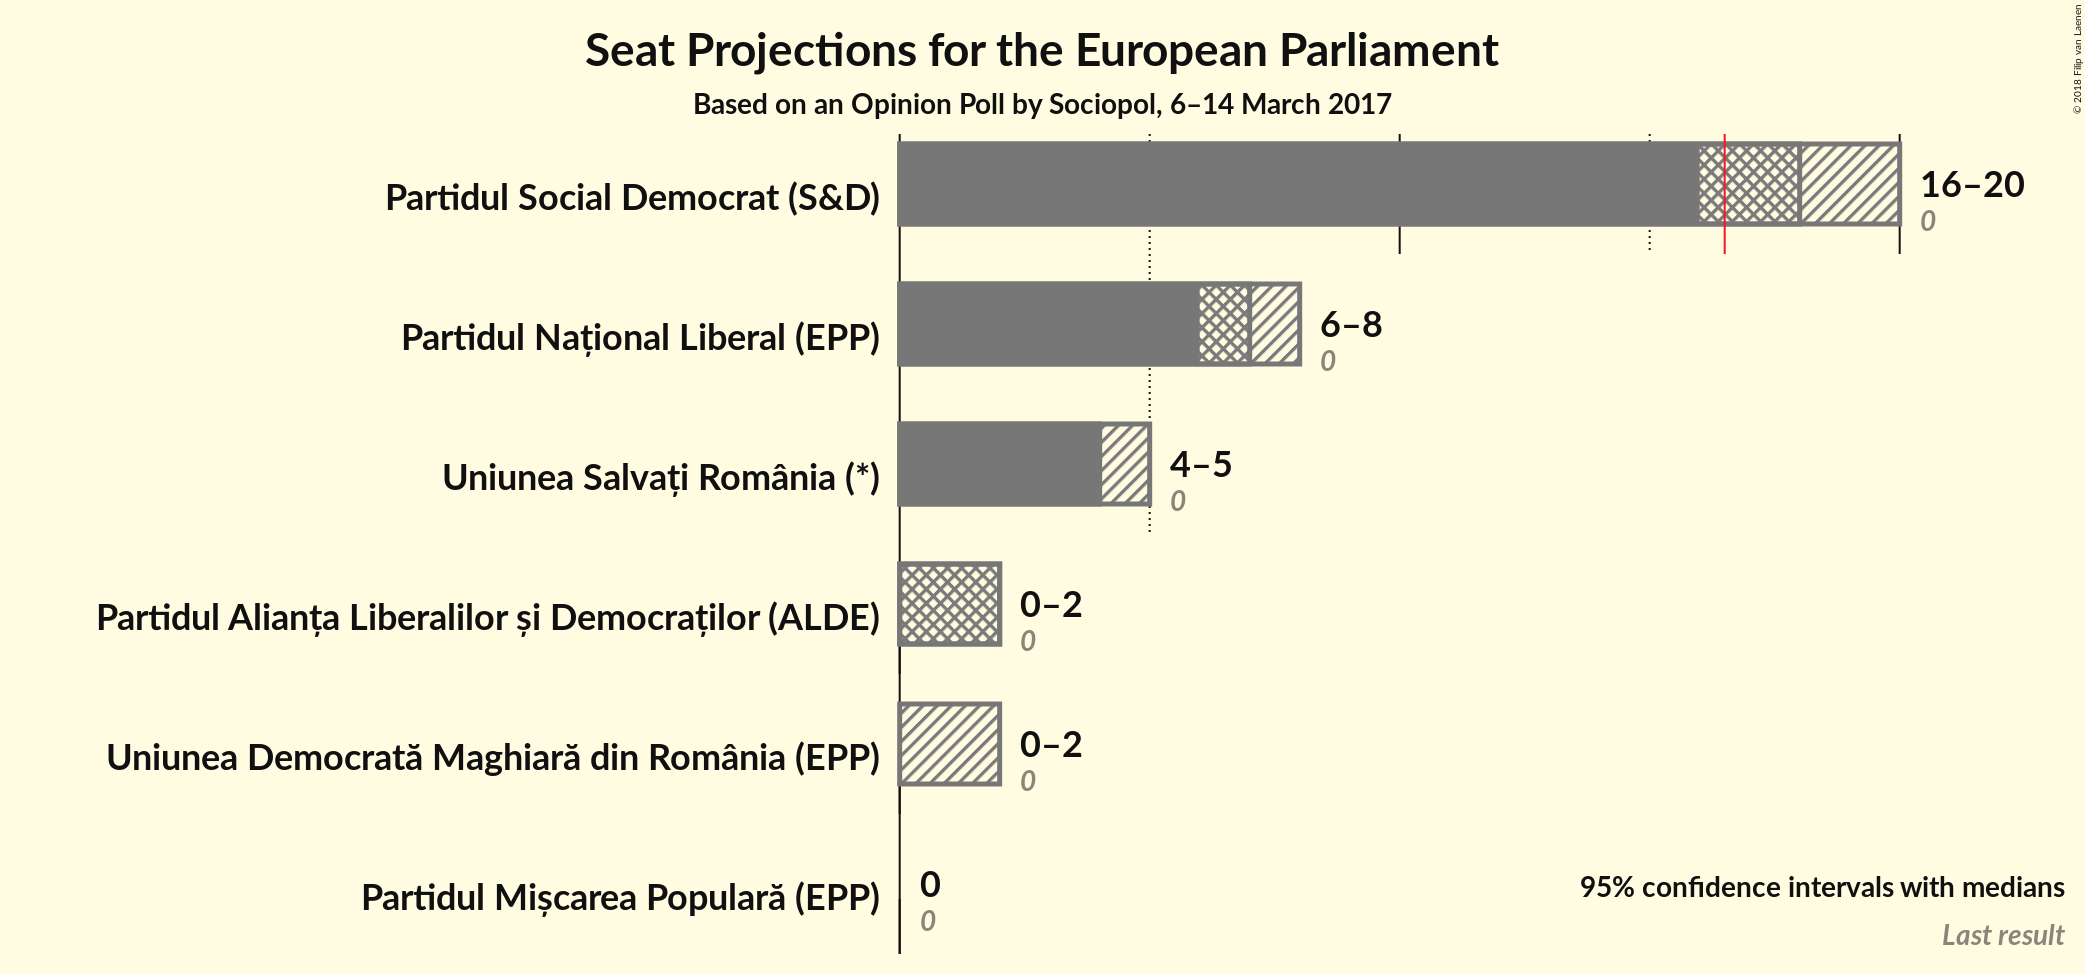 Seat Projections for the European Parliament
Based on an Opinion Poll by Sociopol, 6–14 March 2017
© 2018 Filip van Laenen
Partidul Social Democrat (S&D)
16–20
0
Partidul Național Liberal (EPP)
6–8
0
Uniunea Salvați România (*)
4–5
0
Partidul Alianța Liberalilor și Democraților (ALDE)
0–2
0
Uniunea Democrată Maghiară din România (EPP)
0–2
0
Partidul Mișcarea Populară (EPP)
0
0
95% confidence intervals with medians
Last result